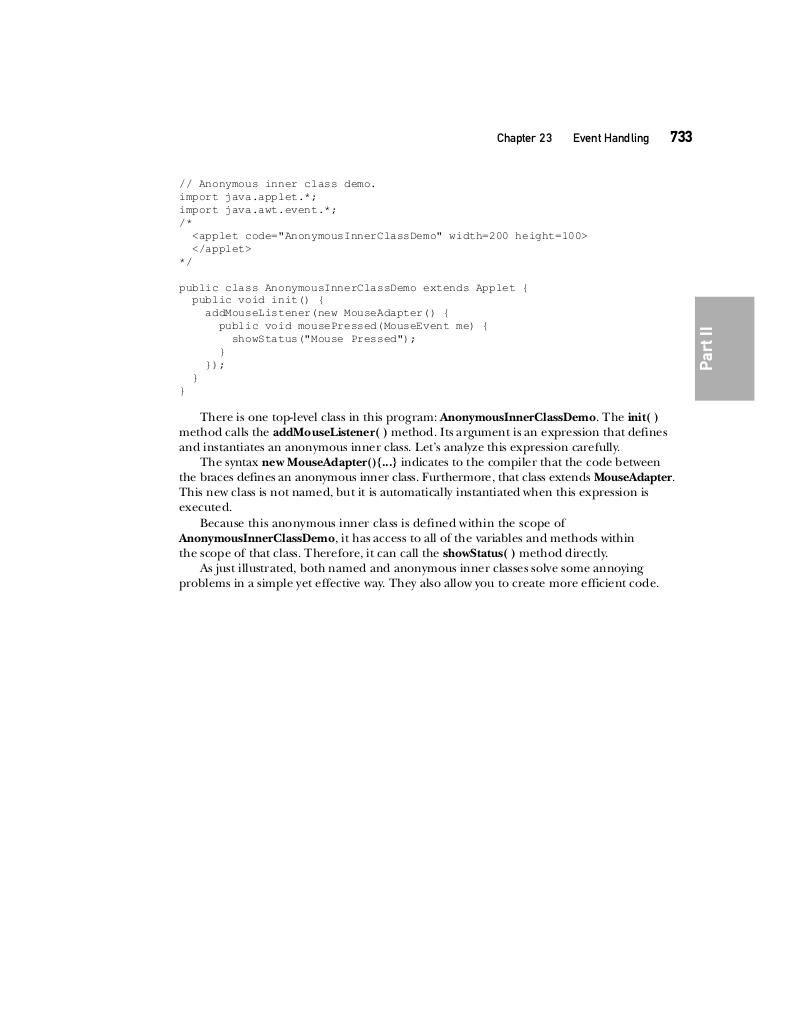 Chapter 23 Event Handling 733
// Anonymous inner class demo.
import java.applet.*;
import java.awt.event.*;
/*
  <applet code="AnonymousInnerClassDemo" width=200 height=100>
  </applet>
*/
public class AnonymousInnerClassDemo extends Applet {
  public void init() {
    addMouseListener(new MouseAdapter() {
      public void mousePressed(MouseEvent me) {
        showStatus("Mouse Pressed");
      }
    });
  }
}
Part II
There is one top-level class in this program: AnonymousInnerClassDemo. The init( )
method calls the addMouseListener( ) method. Its argument is an expression that defines
and instantiates an anonymous inner class. Let's analyze this expression carefully.
The syntax new MouseAdapter(){...} indicates to the compiler that the code between
the braces defines an anonymous inner class. Furthermore, that class extends MouseAdapter.
This new class is not named, but it is automatically instantiated when this expression is
executed.
Because this anonymous inner class is defined within the scope of
AnonymousInnerClassDemo, it has access to all of the variables and methods within
the scope of that class. Therefore, it can call the showStatus( ) method directly.
As just illustrated, both named and anonymous inner classes solve some annoying
problems in a simple yet effective way. They also allow you to create more efficient code.